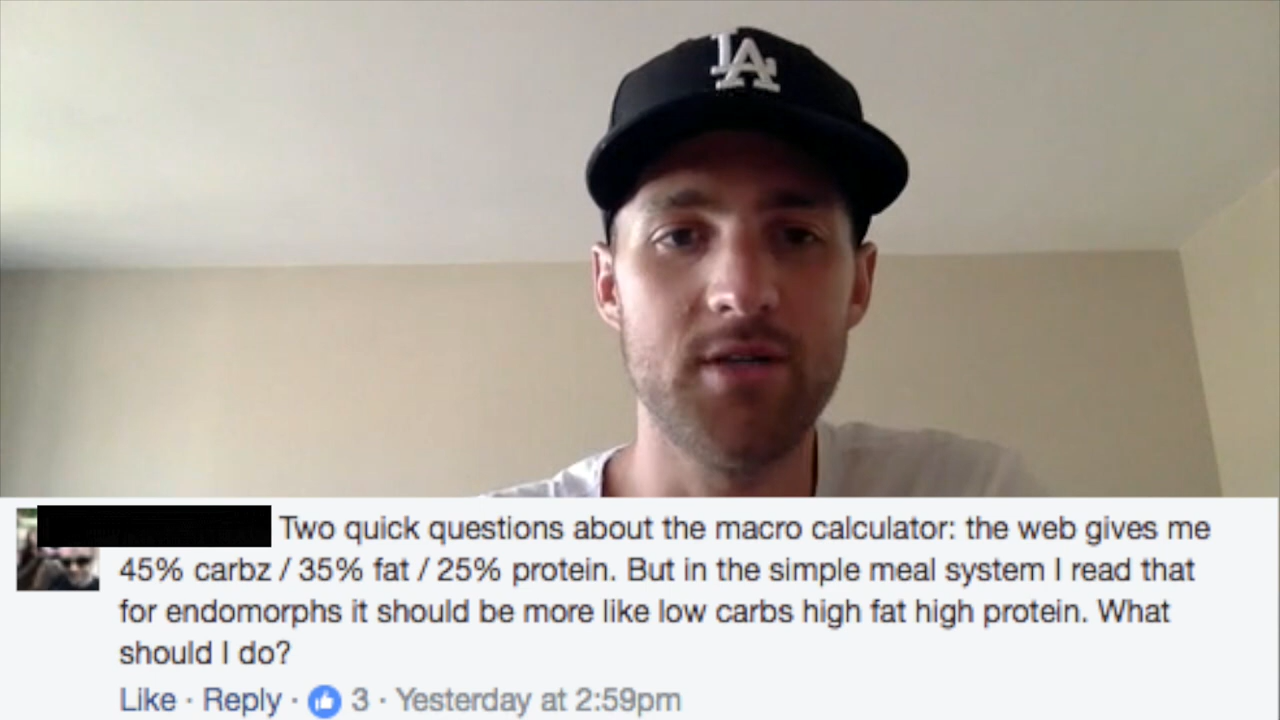 LA
Two quick questions about the macro calculator: the web gives me
45% carbz / 35% fat / 25% protein. But in the simple meal system I read that
for endomorphs it should be more like low carbs high fat high protein. What
should I do?
Like · Reply · 3 · Yesterday at 2:59pm